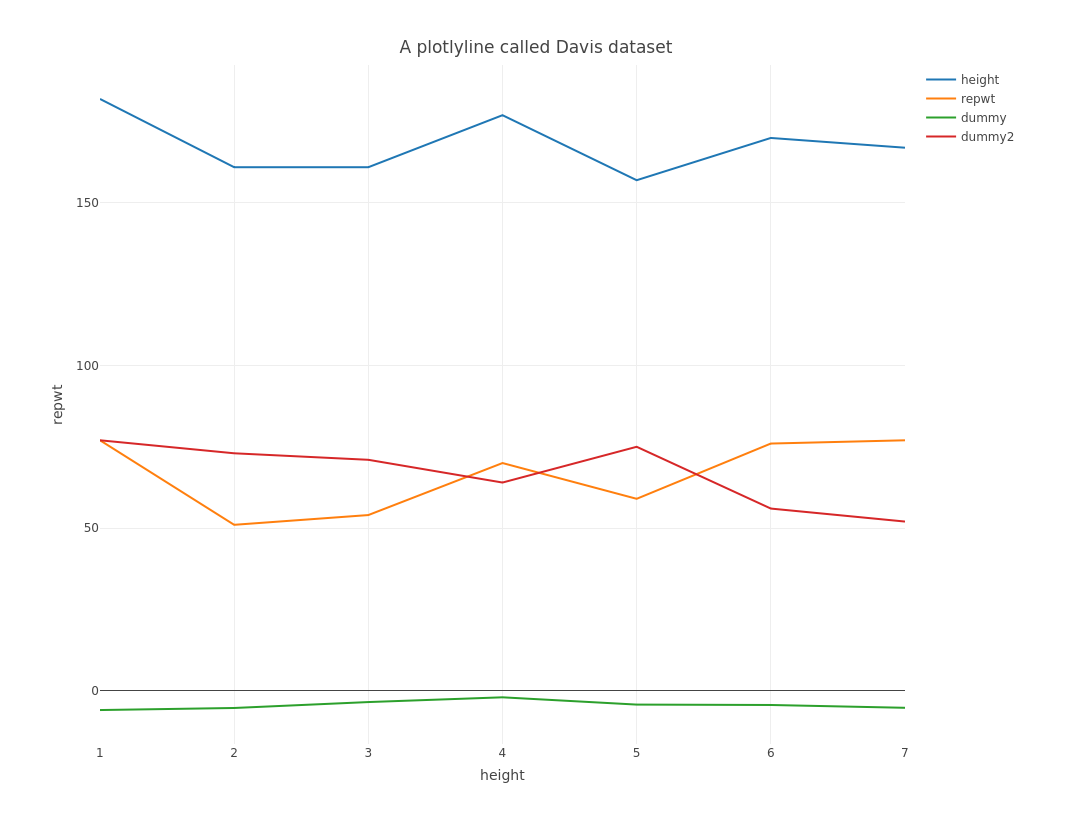 A plotlyline called Davis dataset
height
repwt
dummy
dummy2
150
100
50
0
repwt
1 2 3 4 5 6 7
height